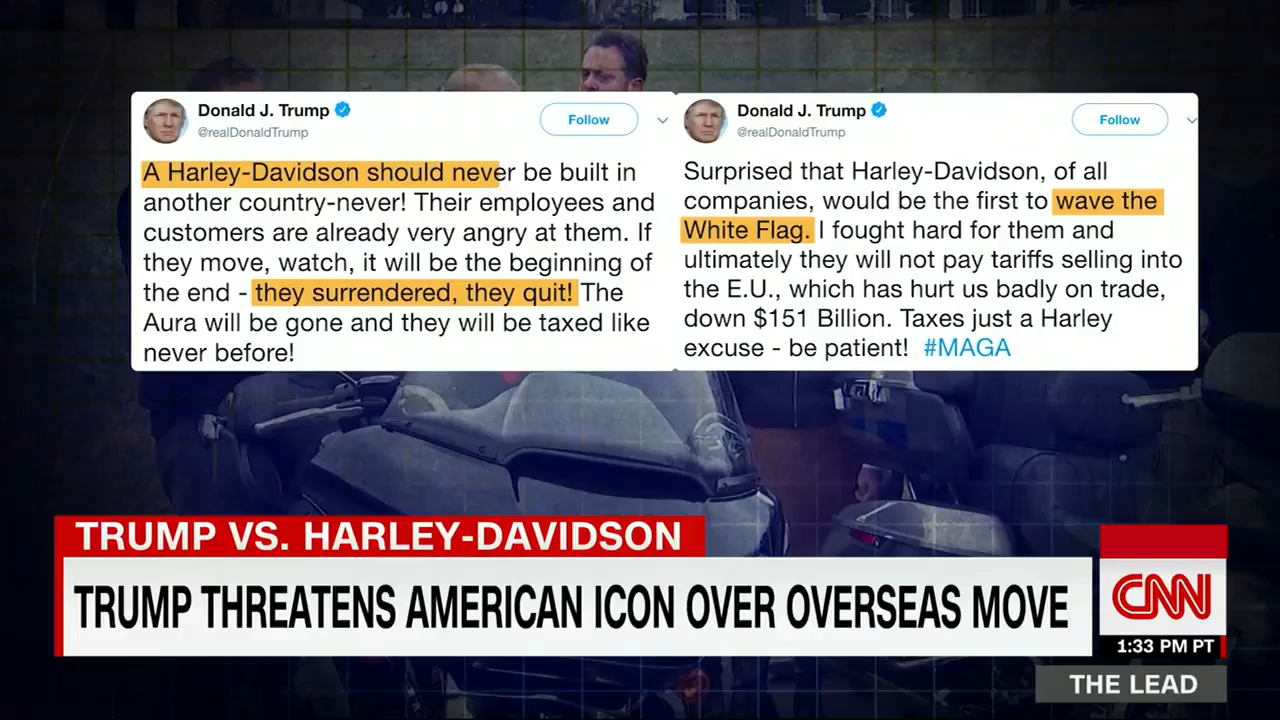 Donald J. Trump
@realDonaldTrump
Follow
A Harley-Davidson should never be built in
another country-never! Their employees and
customers are already very angry at them. If
they move, watch, it will be the beginning of
the end - they surrendered, they quit! The
Aura will be gone and they will be taxed like
never before!
Donald J. Trump
@realDonaldTrump
Follow
Surprised that Harley-Davidson, of all
companies, would be the first to wave the
White Flag. I fought hard for them and
ultimately they will not pay tariffs selling into
the E.U., which has hurt us badly on trade,
down $151 Billion. Taxes just a Harley
excuse - be patient! #MAGA
TRUMP VS. HARLEY-DAVIDSON
TRUMP THREATENS AMERICAN ICON OVER OVERSEAS MOVE
CNN
1:33 PM PT
THE LEAD